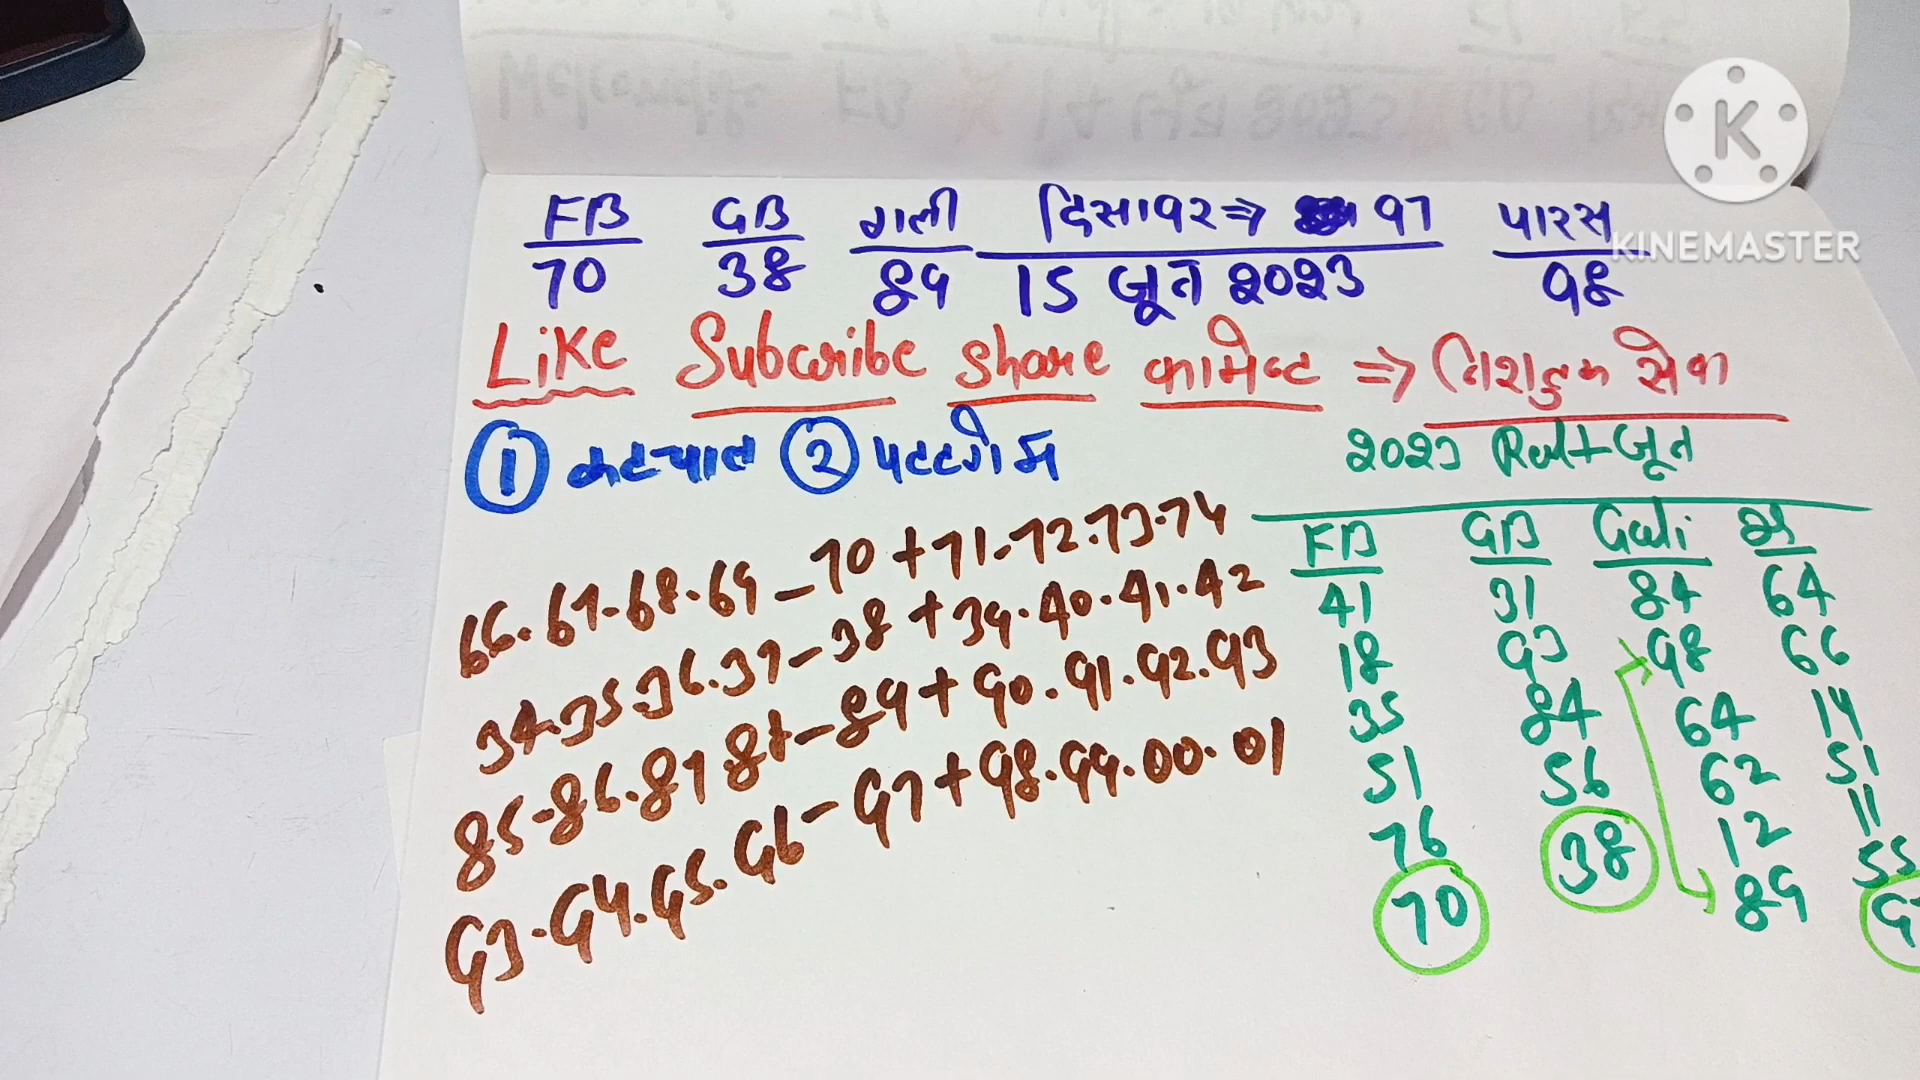 FB GB गली दिसावर⇒ 97 पारस
70 38 89 15 जून 2023 98
KINEMASTER
Like Subcribe Share कामेण्ट ⇒ निशुल्क सेवा
① कटपाल ② पटटगेम
2023 Rult जून
66.67.68.69–70+71.72.73.74
34.35.36.37–38+39.40.41.42
85-86.87 88–89+90.91.92.93
93.94.95.96–97+98.99.00.01
FB GB Gali
41 31 84 64
18 93 98 66
35 84 64 14
51 56 62 51
76 38 12 11
70 89 55